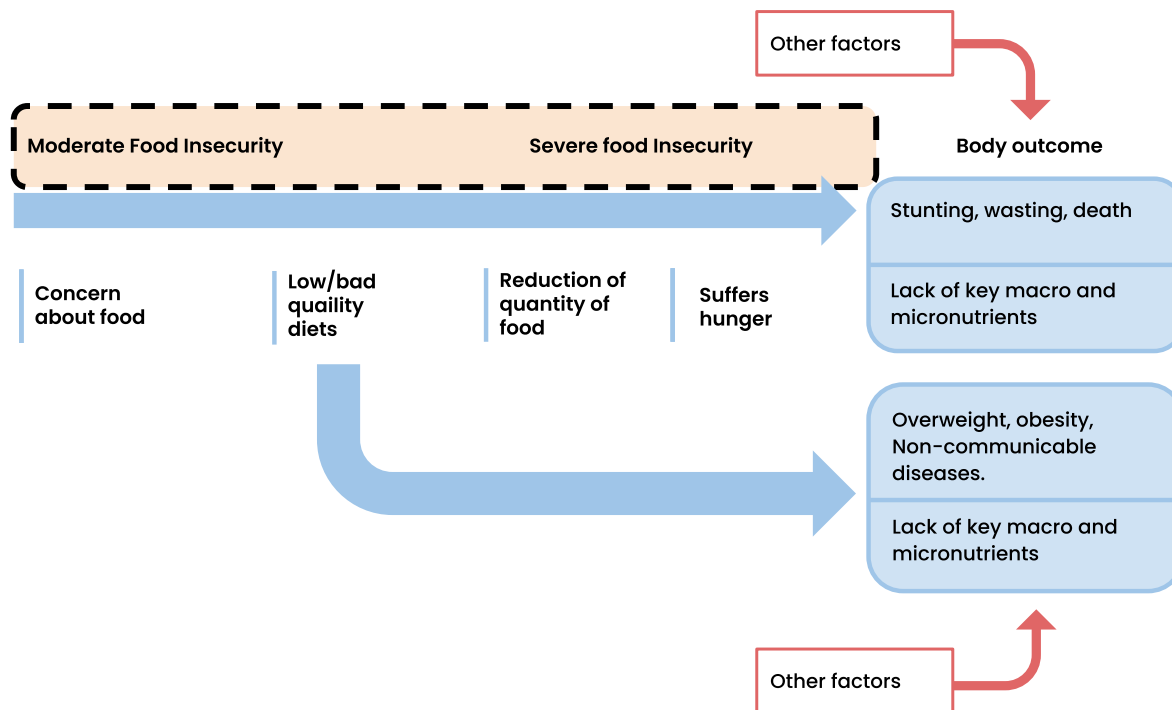 Other factors
Moderate Food Insecurity
Severe food Insecurity
Body outcome
Stunting, wasting, death
Lack of key macro and
micronutrients
Concern
about food
Low/bad
quaility
diets
Reduction of
quantity of
food
Suffers
hunger
Overweight, obesity,
Non-communicable
diseases.
Lack of key macro and
micronutrients
Other factors